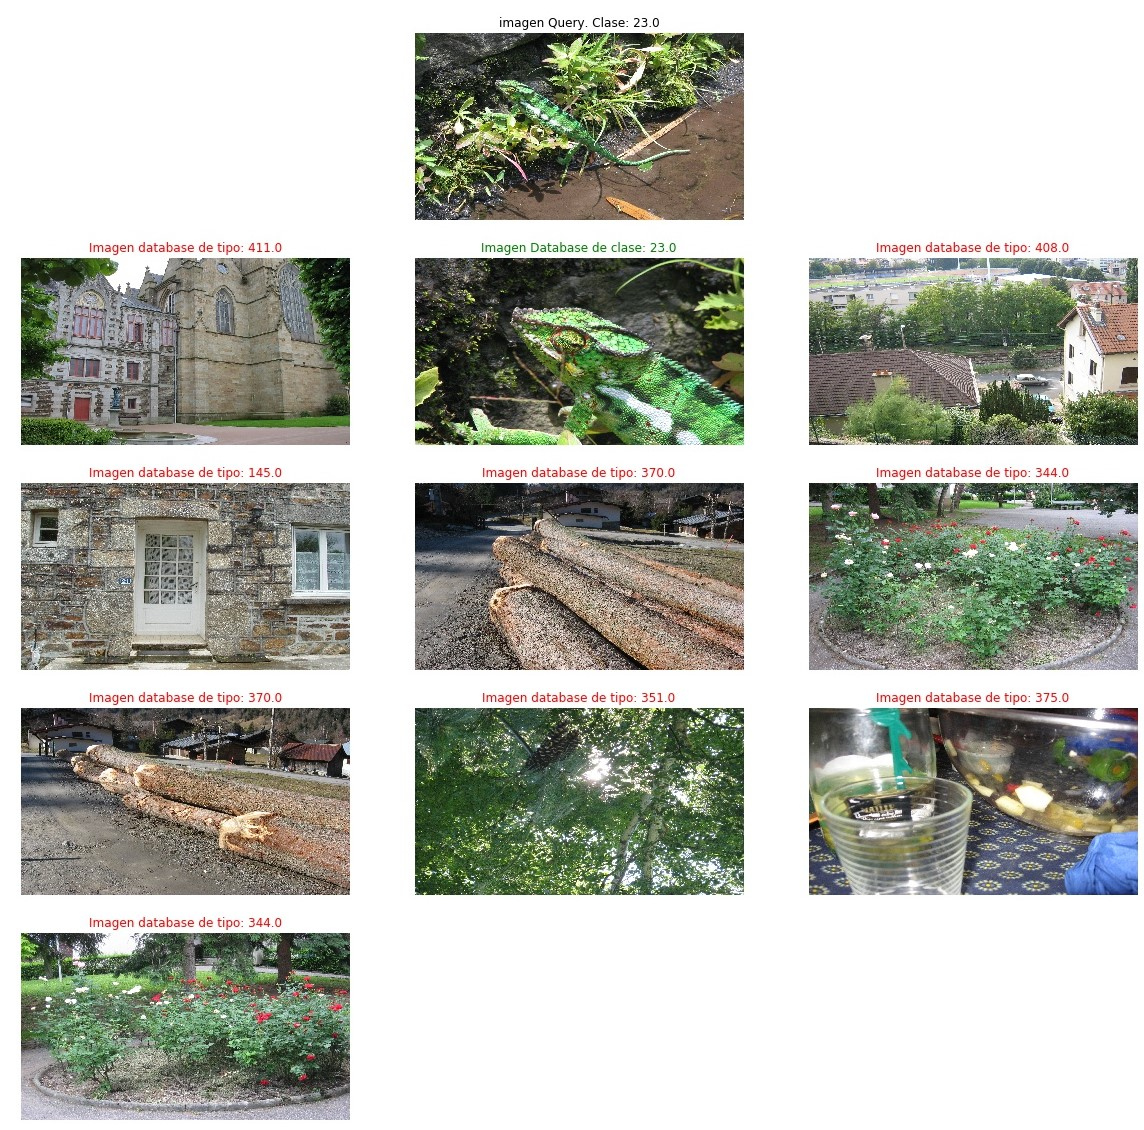 imagen Query. Clase: 23.0
Imagen database de tipo: 411.0
Imagen Database de clase: 23.0
Imagen database de tipo: 408.0
Imagen database de tipo: 145.0
Imagen database de tipo: 370.0
Imagen database de tipo: 344.0
Imagen database de tipo: 370.0
Imagen database de tipo: 351.0
Imagen database de tipo: 375.0
Imagen database de tipo: 344.0